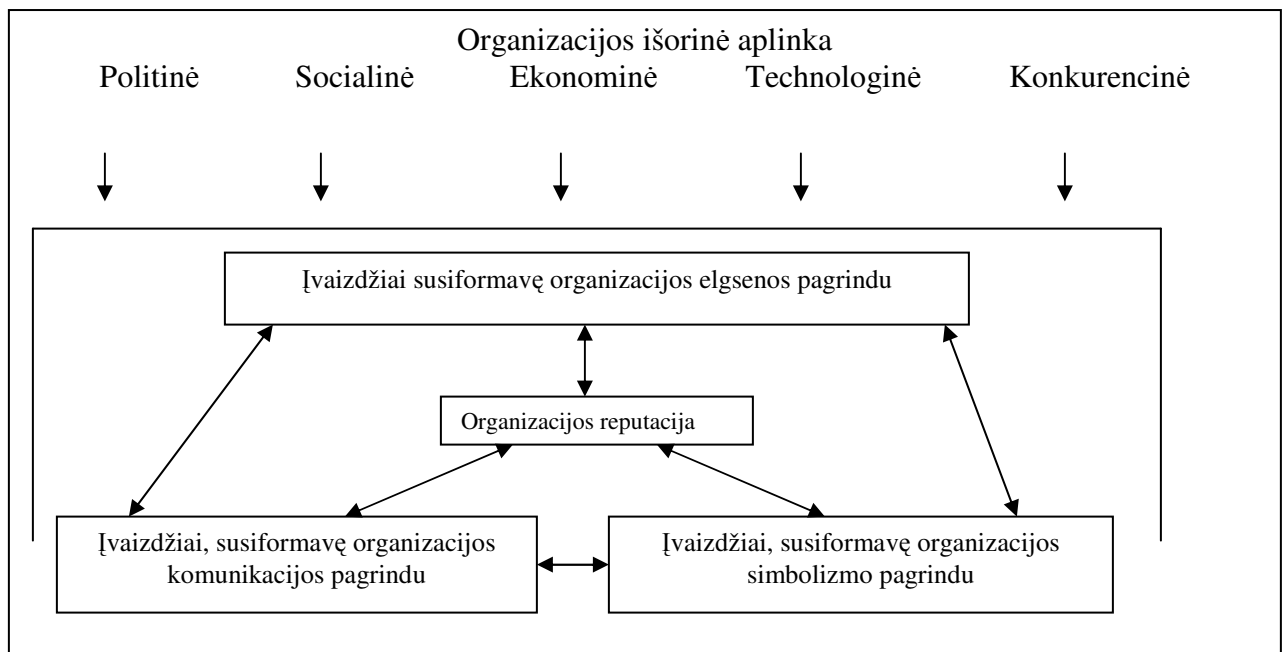 Organizacijos išorinė aplinka
Politinė Socialinė Ekonominė Technologinė Konkurencinė
Įvaizdžiai susiformavę organizacijos elgsenos pagrindu
Organizacijos reputacija
Įvaizdžiai, susiformavę organizacijos
komunikacijos pagrindu
Įvaizdžiai, susiformavę organizacijos
simbolizmo pagrindu